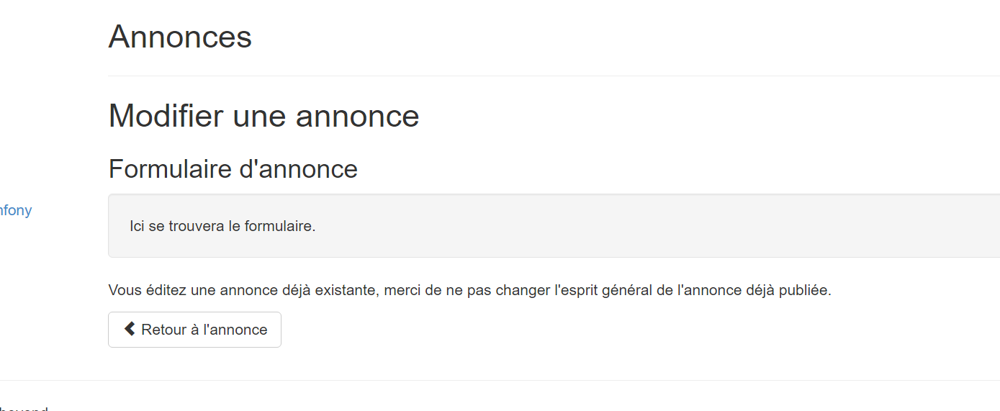 Annonces
Modifier une annonce
Formulaire d'annonce
nfony
Ici se trouvera le formulaire.
Vous éditez une annonce déjà existante, merci de ne pas changer l'esprit général de l'annonce déjà publiée.
Retour à l'annonce